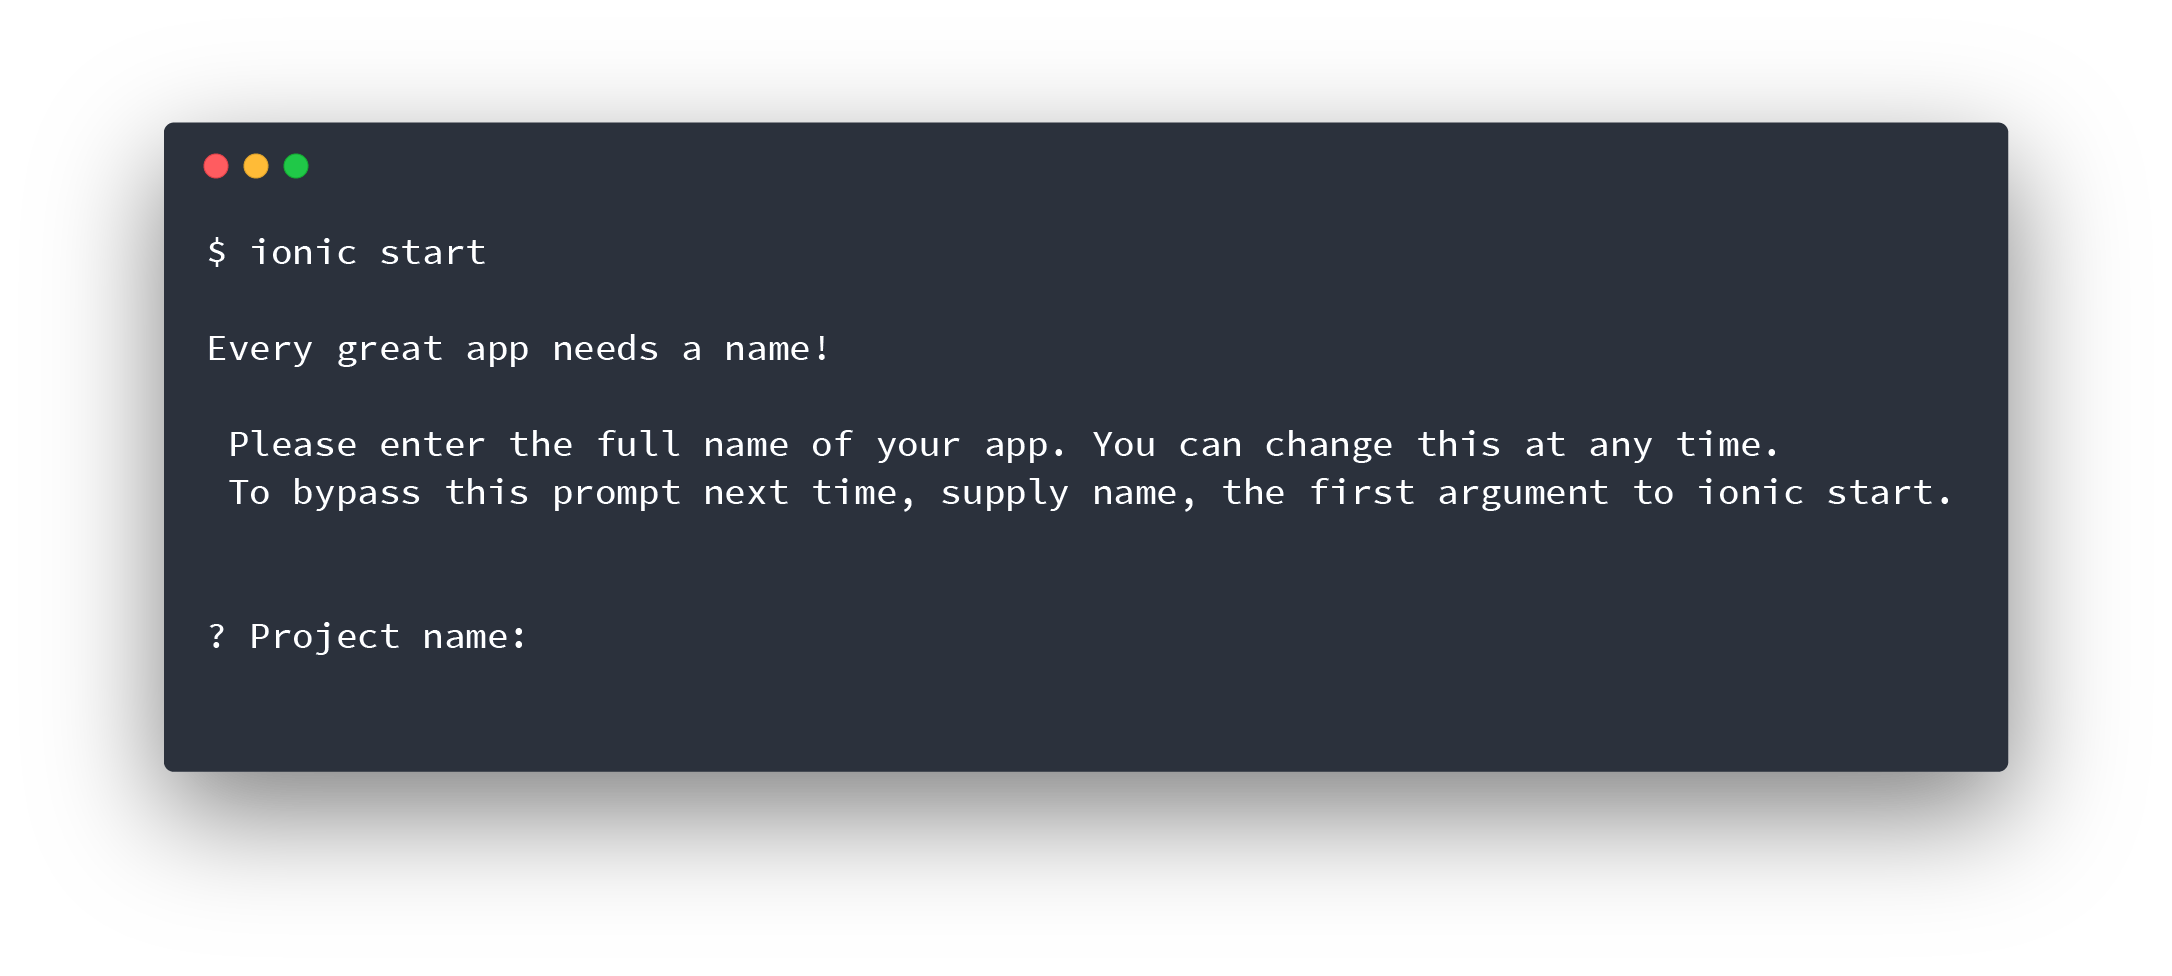 $ ionic start
Every great app needs a name!
Please enter the full name of your app. You can change this at any time.
To bypass this prompt next time, supply name, the first argument to ionic start.
? Project name: